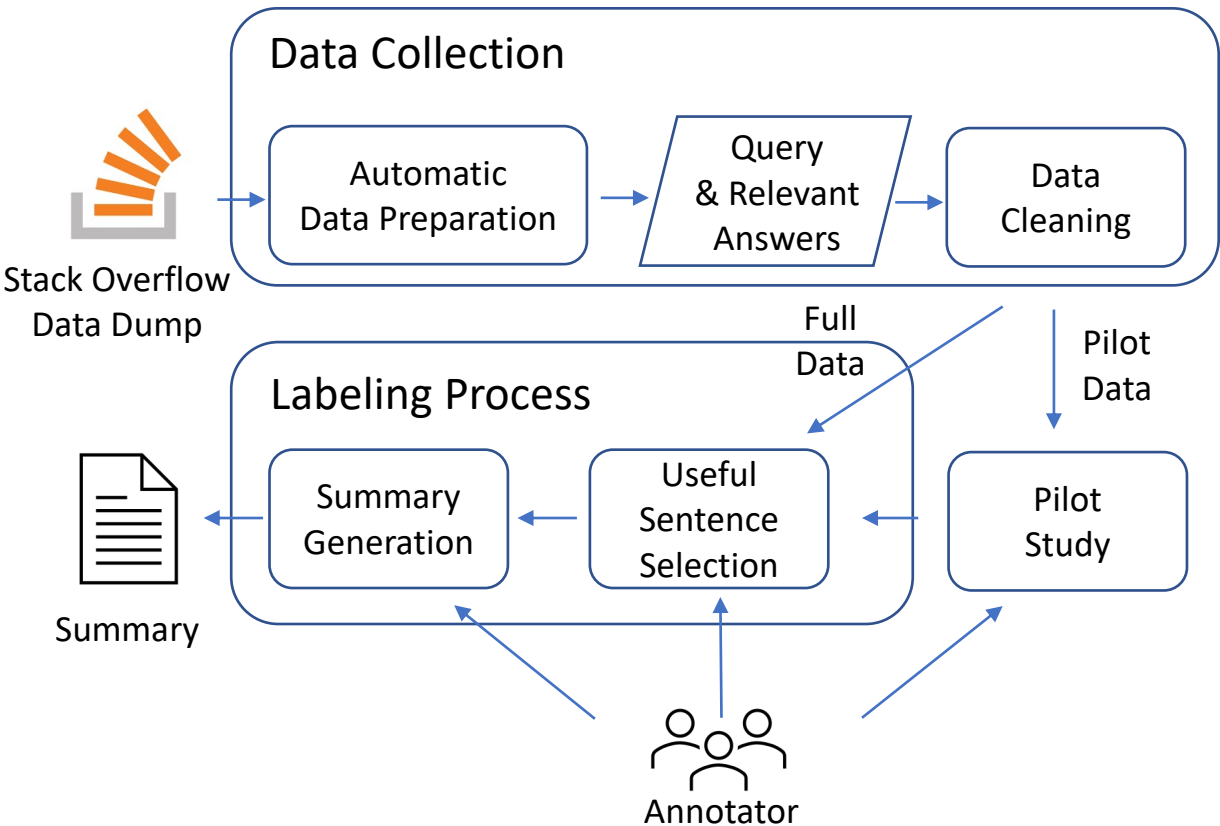 Data Collection
Automatic
Data Preparation
Query
& Relevant
Answers
Data
Cleaning
Stack Overflow
Data Dump
Full
Data
Pilot
Data
Labeling Process
Summary
Generation
Useful
Sentence
Selection
Pilot
Study
Summary
Annotator